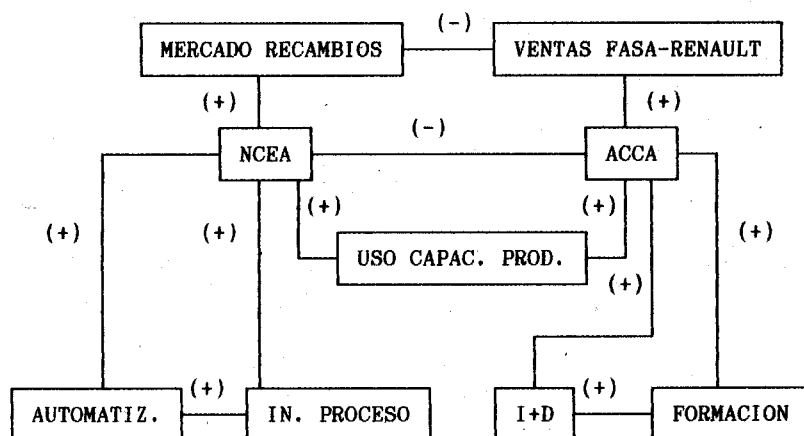 (-)
MERCADO RECAMBIOS
VENTAS FASA-RENAULT
(+)
(-)
(+)
NCEA
ACCA
(+)
(+)
(+)
(+)
(+)
USO CAPAC. PROD.
(+)
(+)
(+)
AUTOMATIZ.
IN. PROCESO
I+D
FORMACION